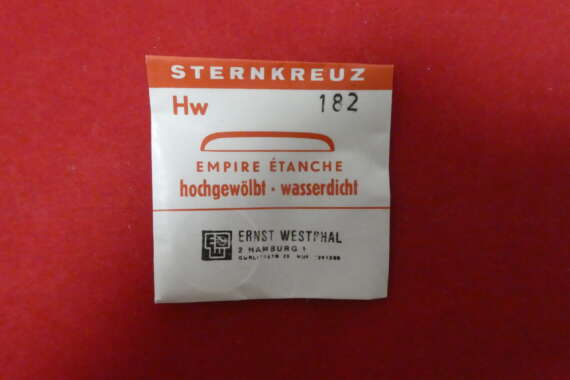 STERNKREUZ
Hw 182
EMPIRE ÉTANCHE
hochgewölbt · wasserdicht
ERNST WESTPHAL
2 HAMBURG 1